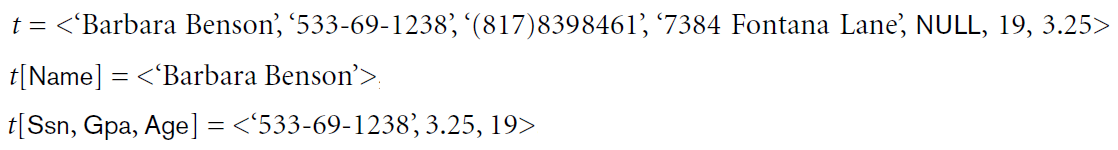 t = <‘Barbara Benson’, ‘533-69-1238’, ‘(817)8398461’, ‘7384 Fontana Lane’, NULL, 19, 3.25>
t[Name] = <‘Barbara Benson’>
t[Ssn, Gpa, Age] = <‘533-69-1238’, 3.25, 19>